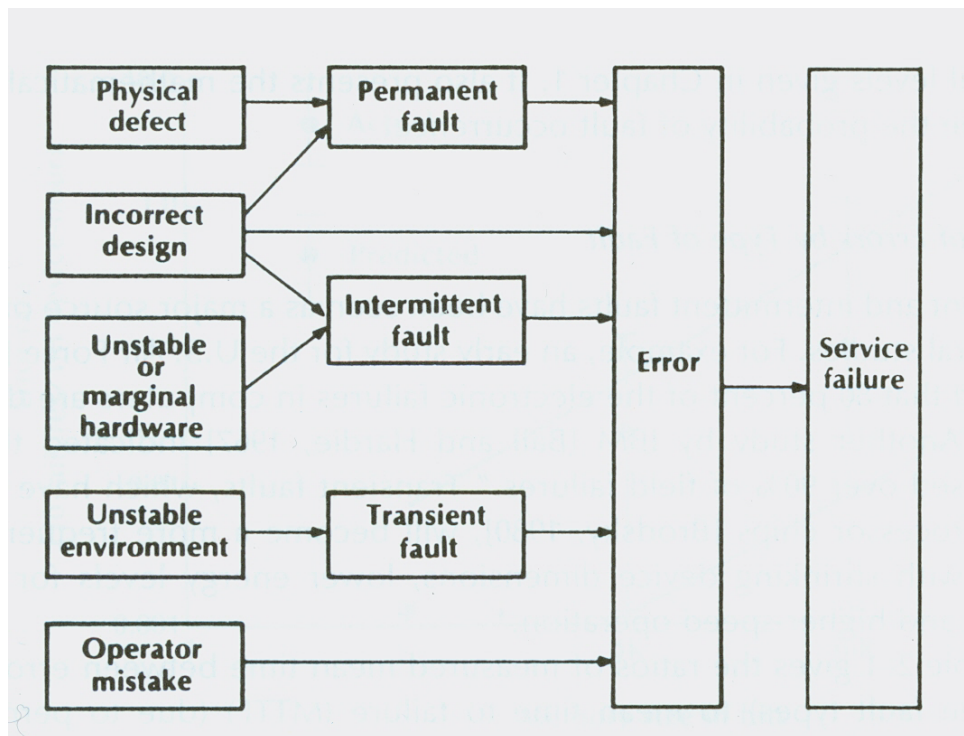 Physical
defect
Permanent
fault
Incorrect
design
Intermittent
fault
Unstable
or
marginal
hardware
Error
Service
failure
Unstable
environment
Transient
fault
Operator
mistake